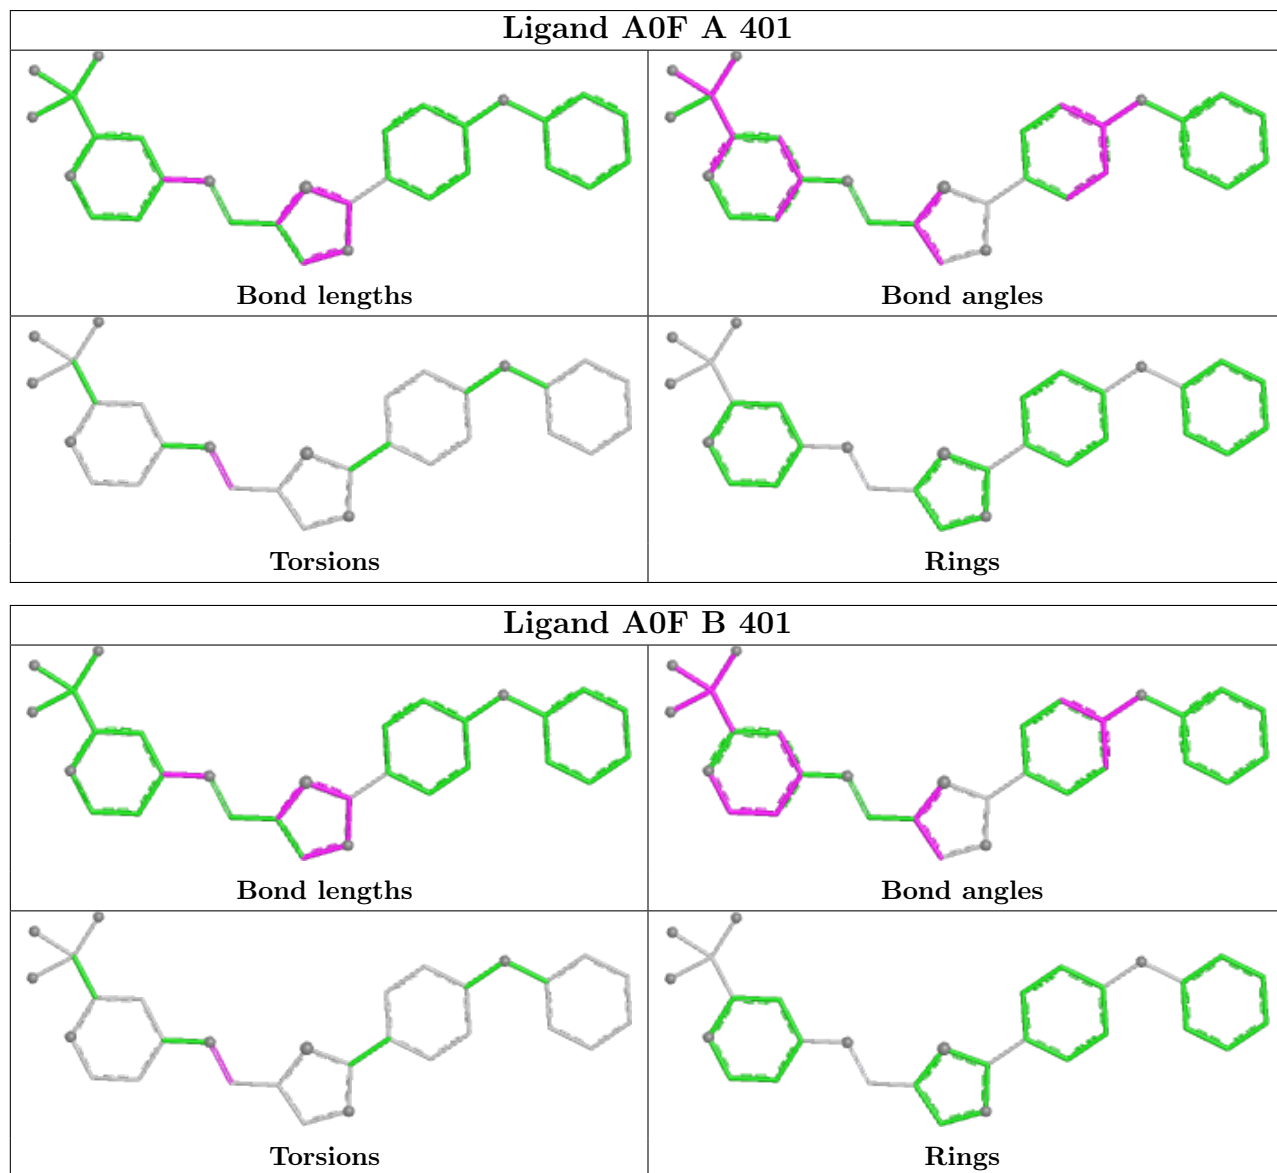 Ligand A0F A 401
Bond lengths
Bond angles
Torsions
Rings
Ligand A0F B 401
Bond lengths
Bond angles
Torsions
Rings